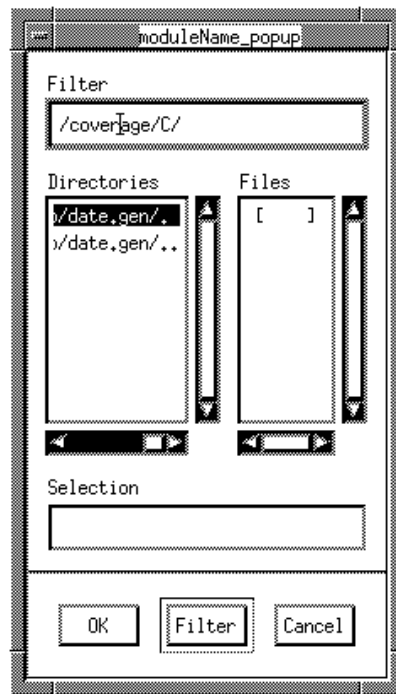 moduleName_popup
Filter
/coverage/C/
Directories
Files
/date.gen/.
/date.gen/..
[ ]
Selection
OK
Filter
Cancel